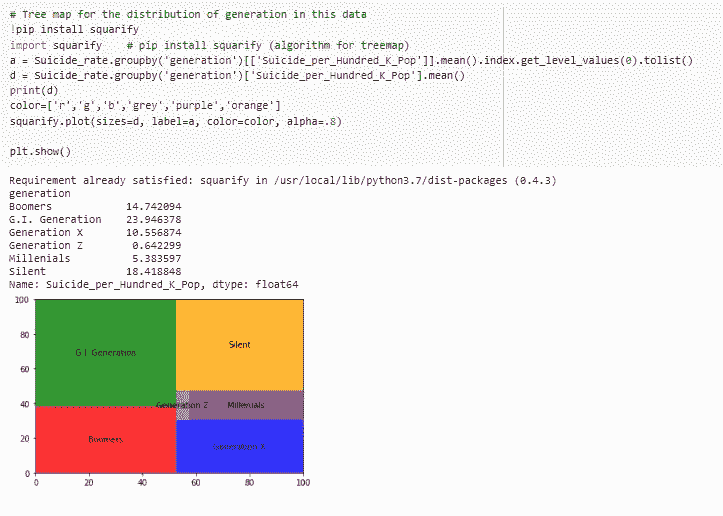 # Tree map for the distribution of generation in this data
!pip install squarify
import squarify    # pip install squarify (algorithm for treemap)
a = Suicide_rate.groupby('generation')[['Suicide_per_Hundred_K_Pop']].mean().index.get_level_values(0).tolist()
d = Suicide_rate.groupby('generation')['Suicide_per_Hundred_K_Pop'].mean()
print(d)
color=['r','g','b','grey','purple','orange']
squarify.plot(sizes=d, label=a, color=color, alpha=.8)
plt.show()
Requirement already satisfied: squarify in /usr/local/lib/python3.7/dist-packages (0.4.3)
generation
Boomers            14.742094
G.I. Generation    23.946378
Generation X       10.556874
Generation Z        0.642299
Millenials          5.383597
Silent             18.418848
Name: Suicide_per_Hundred_K_Pop, dtype: float64
100
80
60
40
20
0
G.I. Generation
Silent
Generation Z
Millenials
Boomers
Generation X
0 20 40 60 80 100